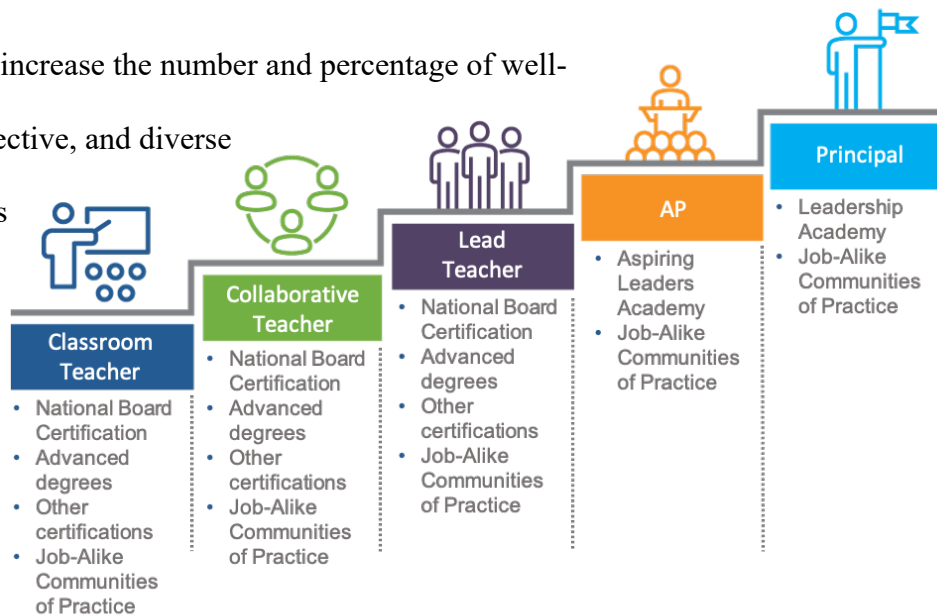 increase the number and percentage of well-
ective, and diverse
s
Classroom
Teacher
• National Board
Certification
• Advanced
degrees
• Other
certifications
• Job-Alike
Communities
of Practice
Collaborative
Teacher
• National Board
Certification
• Advanced
degrees
• Other
certifications
• Job-Alike
Communities
of Practice
Lead
Teacher
• National Board
Certification
• Advanced
degrees
• Other
certifications
• Job-Alike
Communities
of Practice
AP
• Aspiring
Leaders
Academy
• Job-Alike
Communities
of Practice
Principal
• Leadership
Academy
• Job-Alike
Communities
of Practice